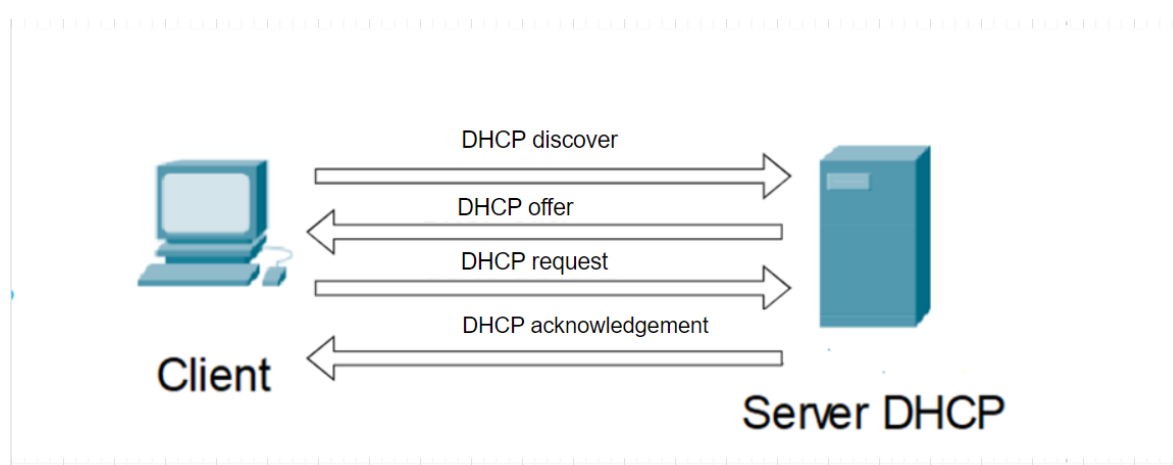 DHCP discover
DHCP offer
DHCP request
DHCP acknowledgement
Client
Server DHCP